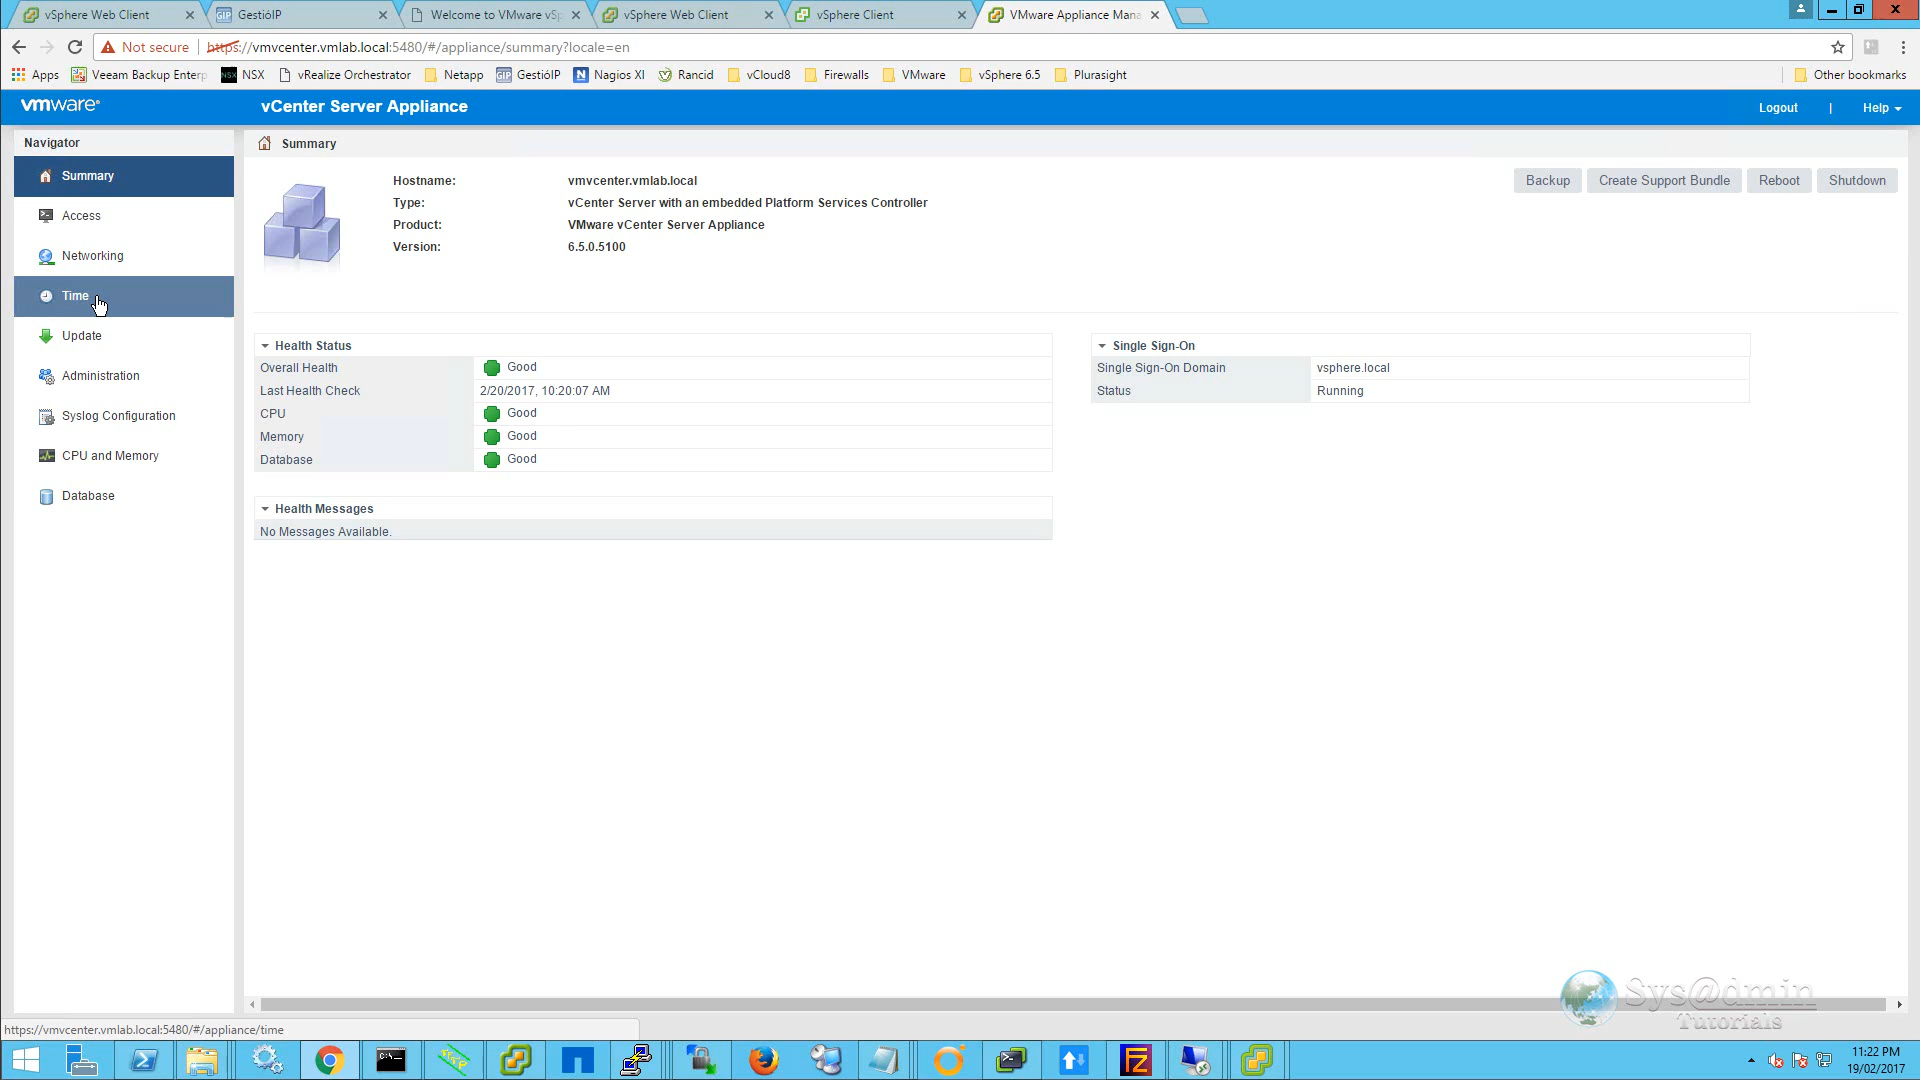 vSphere Web Client
GestióIP
Welcome to VMware vSp
vSphere Web Client
vSphere Client
VMware Appliance Mana
Not secure
https://vmvcenter.vmlab.local:5480/#/appliance/summary?locale=en
Apps
Veeam Backup Enterp
NSX
NSX
vRealize Orchestrator
Netapp
GIP
GestióIP
N
Nagios XI
Rancid
vCloud8
Firewalls
VMware
vSphere 6.5
Plurasight
Other bookmarks
vmware®
vCenter Server Appliance
Logout
|
Help
Navigator
Summary
Access
Networking
Time
Update
Administration
Syslog Configuration
CPU and Memory
Database
Summary
Hostname: vmvcenter.vmlab.local
Type: vCenter Server with an embedded Platform Services Controller
Product: VMware vCenter Server Appliance
Version: 6.5.0.5100
Backup
Create Support Bundle
Reboot
Shutdown
Health Status
Overall Health Good
Last Health Check 2/20/2017, 10:20:07 AM
CPU Good
Memory Good
Database Good
Health Messages
No Messages Available.
Single Sign-On
Single Sign-On Domain vsphere.local
Status Running
Sys@dmin
Tutorials
https://vmvcenter.vmlab.local:5480/#/appliance/time
11:22 PM
19/02/2017